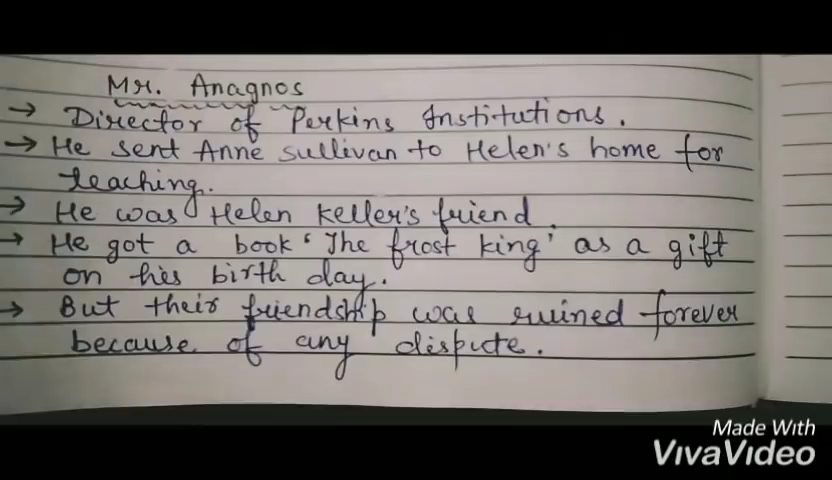 Mr. Anagnos
→ Director of Perkins Institutions.
→ He sent Anne Sullivan to Helen's home for
teaching.
→ He was Helen Keller's friend.
→ He got a book 'The frost king' as a gift
on his birth day.
→ But their friendship was ruined forever
because of any dispute.
Made With
VivaVideo